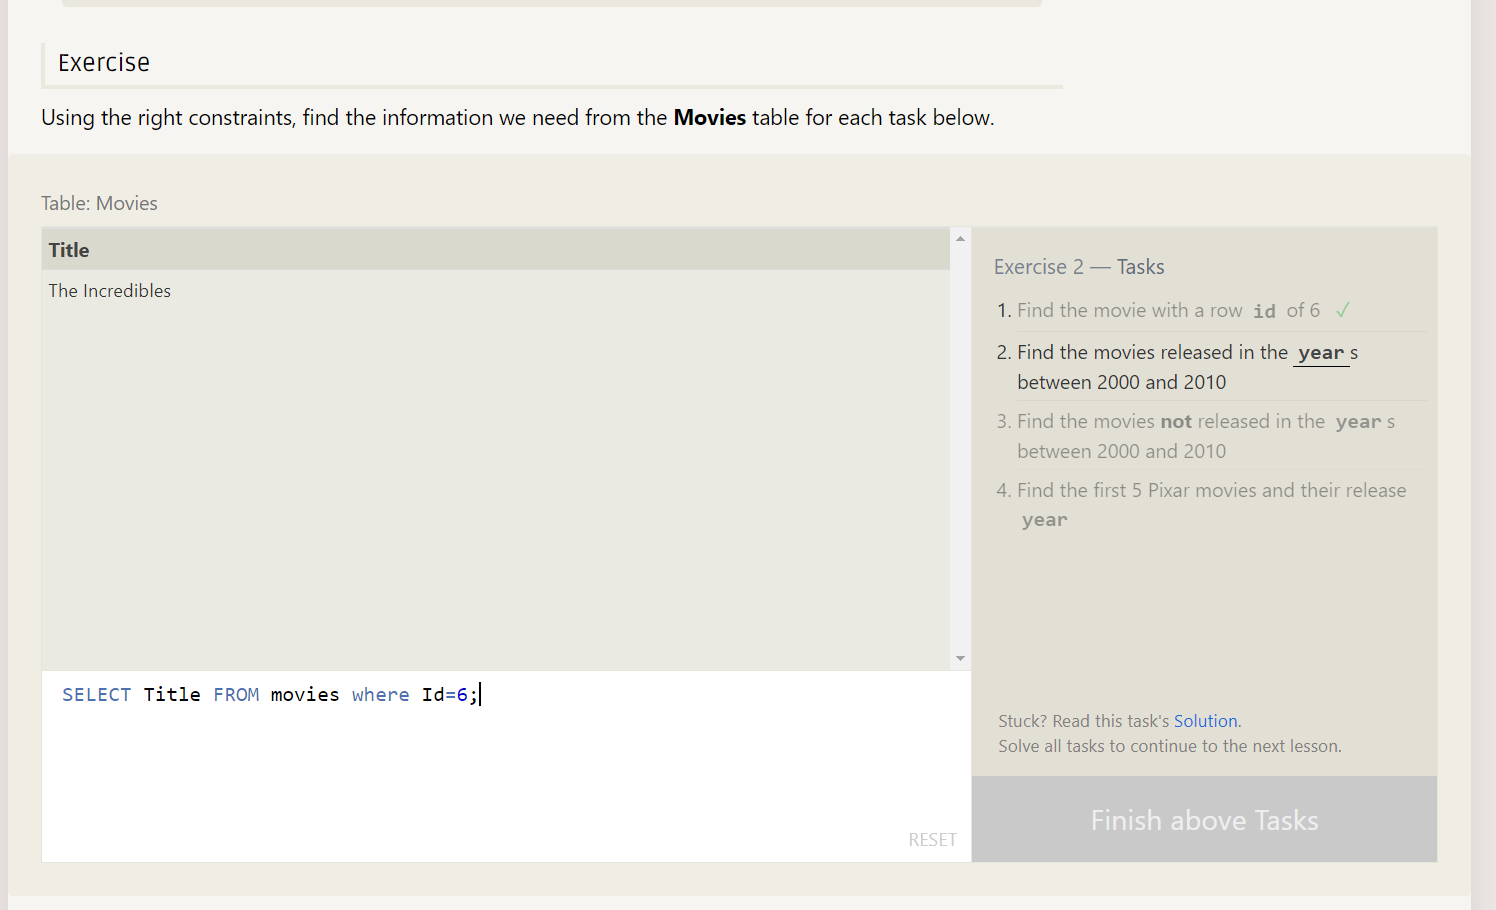 Exercise
Using the right constraints, find the information we need from the Movies table for each task below.
Table: Movies
Title
The Incredibles
SELECT Title FROM movies where Id=6;
RESET
Exercise 2 — Tasks
1. Find the movie with a row id of 6 ✓
2. Find the movies released in the year s
between 2000 and 2010
3. Find the movies not released in the year s
between 2000 and 2010
4. Find the first 5 Pixar movies and their release
year
Stuck? Read this task's Solution.
Solve all tasks to continue to the next lesson.
Finish above Tasks